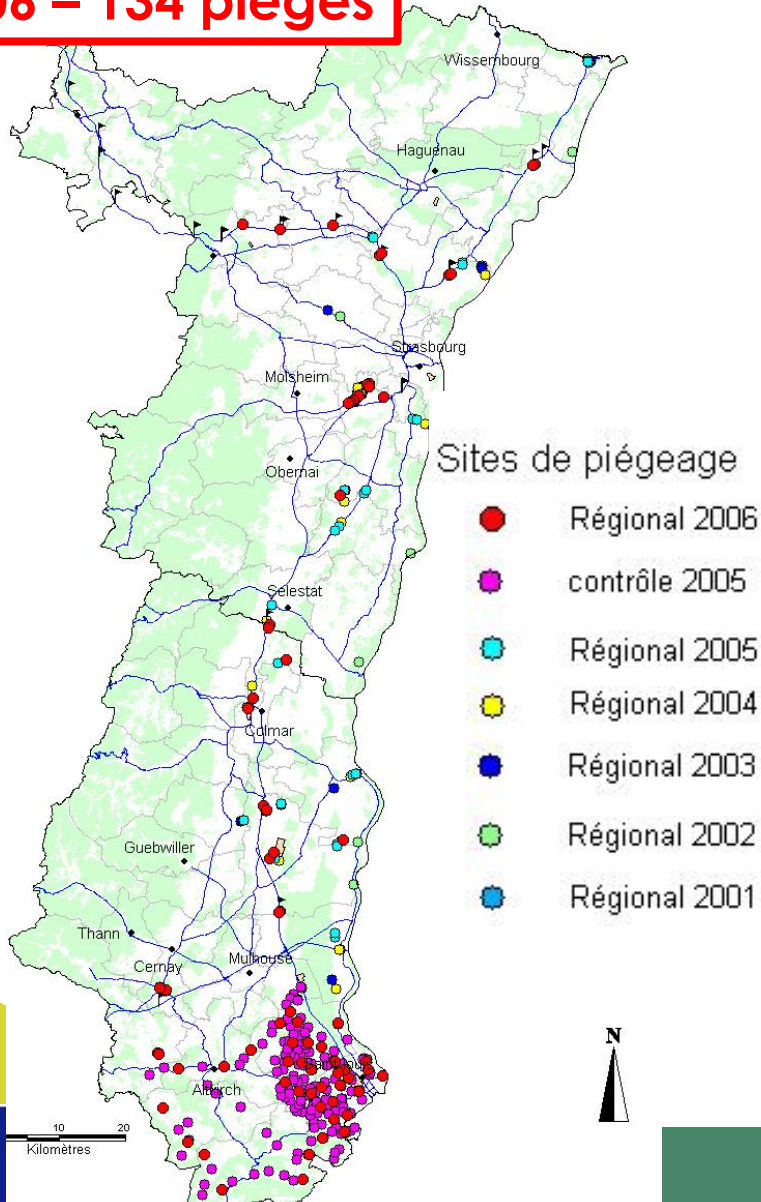 – 134 pièges
Wissembourg
Haguenau
Strasbourg
Molsheim
Obernai
Sites de piégeage
Régional 2006
contrôle 2005
Régional 2005
Régional 2004
Régional 2003
Régional 2002
Régional 2001
Sélestat
Colmar
Guebwiller
Thann
Cernay
Mulhouse
Altkirch
N
10 20
Kilomètres